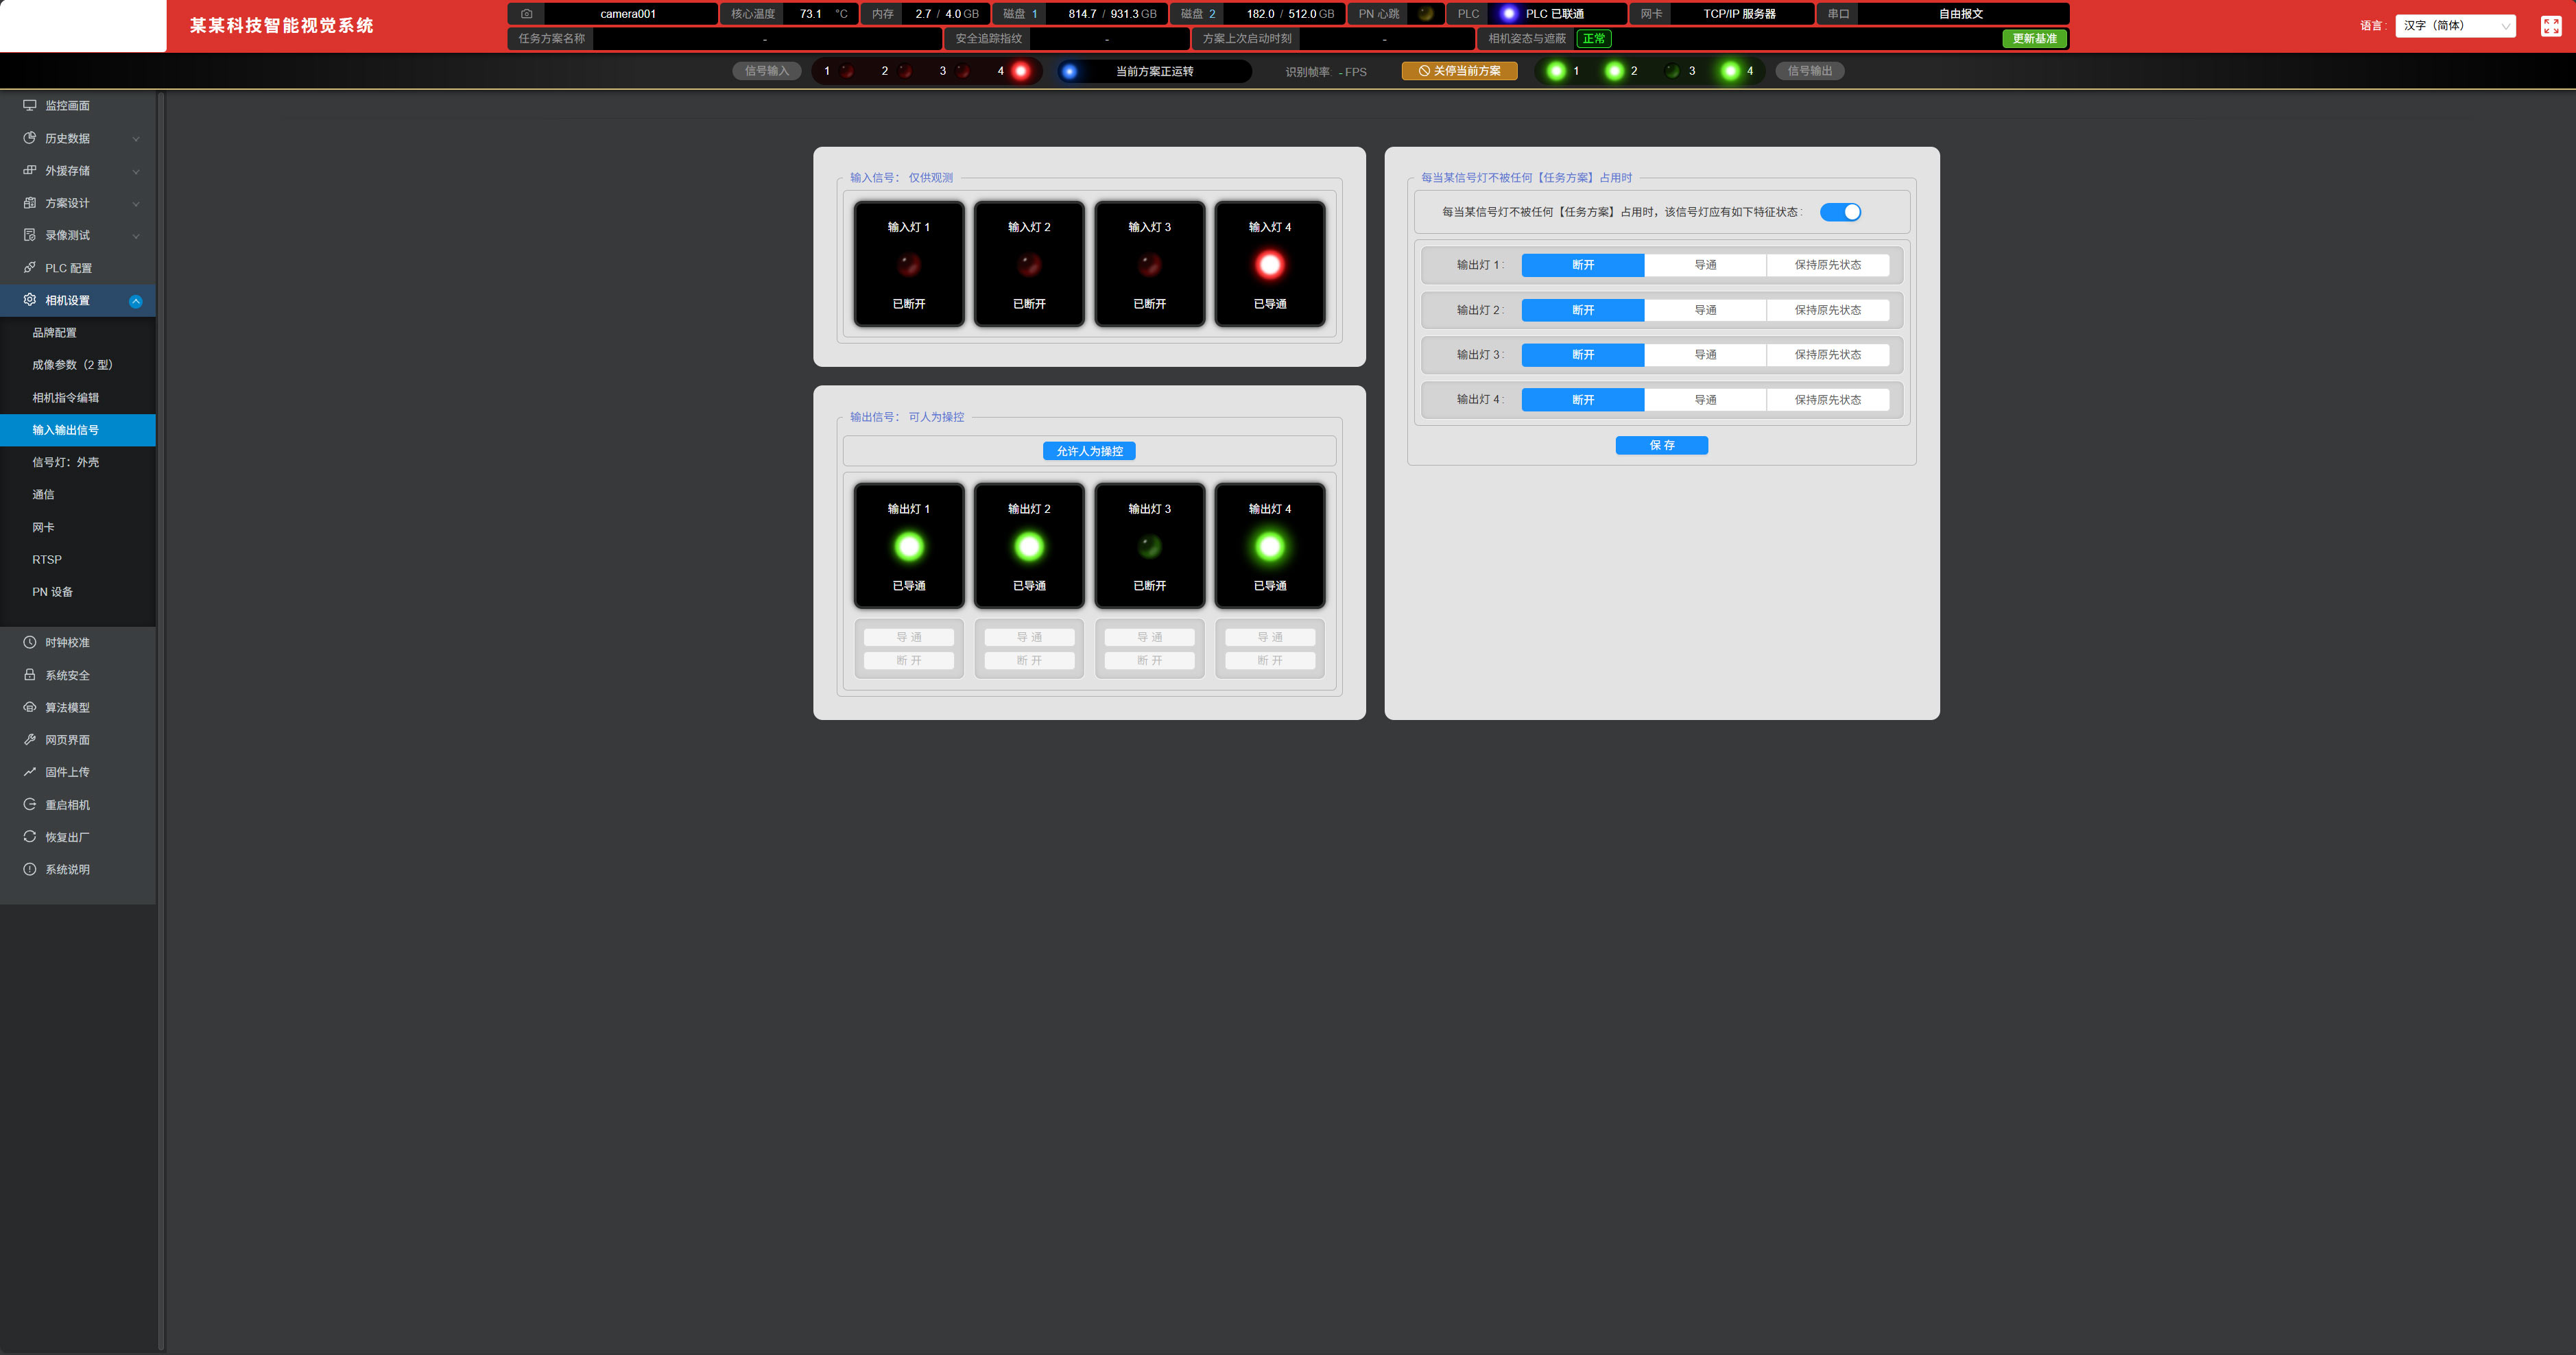 某某科技智能视觉系统
camera001 核心温度 73.1 °C 内存 2.7 / 4.0 GB 磁盘 1 814.7 / 931.3 GB 磁盘 2 182.0 / 512.0 GB PN 心跳 PLC PLC 已联通 网卡 TCP/IP 服务器 串口 自由报文
任务方案名称 - 安全追踪指纹 - 方案上次启动时刻 - 相机姿态与遮蔽 正常 更新基准
语言: 汉字（简体）
信号输入 1 2 3 4 当前方案正运转 识别帧率: - FPS 关停当前方案 1 2 3 4 信号输出
监控画面
历史数据
外援存储
方案设计
录像测试
PLC 配置
相机设置
品牌配置
成像参数（2 型）
相机指令编辑
输入输出信号
信号灯：外壳
通信
网卡
RTSP
PN 设备
时钟校准
系统安全
算法模型
网页界面
固件上传
重启相机
恢复出厂
系统说明
输入信号： 仅供观测
输入灯 1 输入灯 2 输入灯 3 输入灯 4
已断开 已断开 已断开 已导通
输出信号： 可人为操控
允许人为操控
输出灯 1 输出灯 2 输出灯 3 输出灯 4
已导通 已导通 已断开 已导通
导 通 导 通 导 通 导 通
断 开 断 开 断 开 断 开
每当某信号灯不被任何【任务方案】占用时
每当某信号灯不被任何【任务方案】占用时，该信号灯应有如下特征状态:
输出灯 1: 断开 导通 保持原先状态
输出灯 2: 断开 导通 保持原先状态
输出灯 3: 断开 导通 保持原先状态
输出灯 4: 断开 导通 保持原先状态
保 存